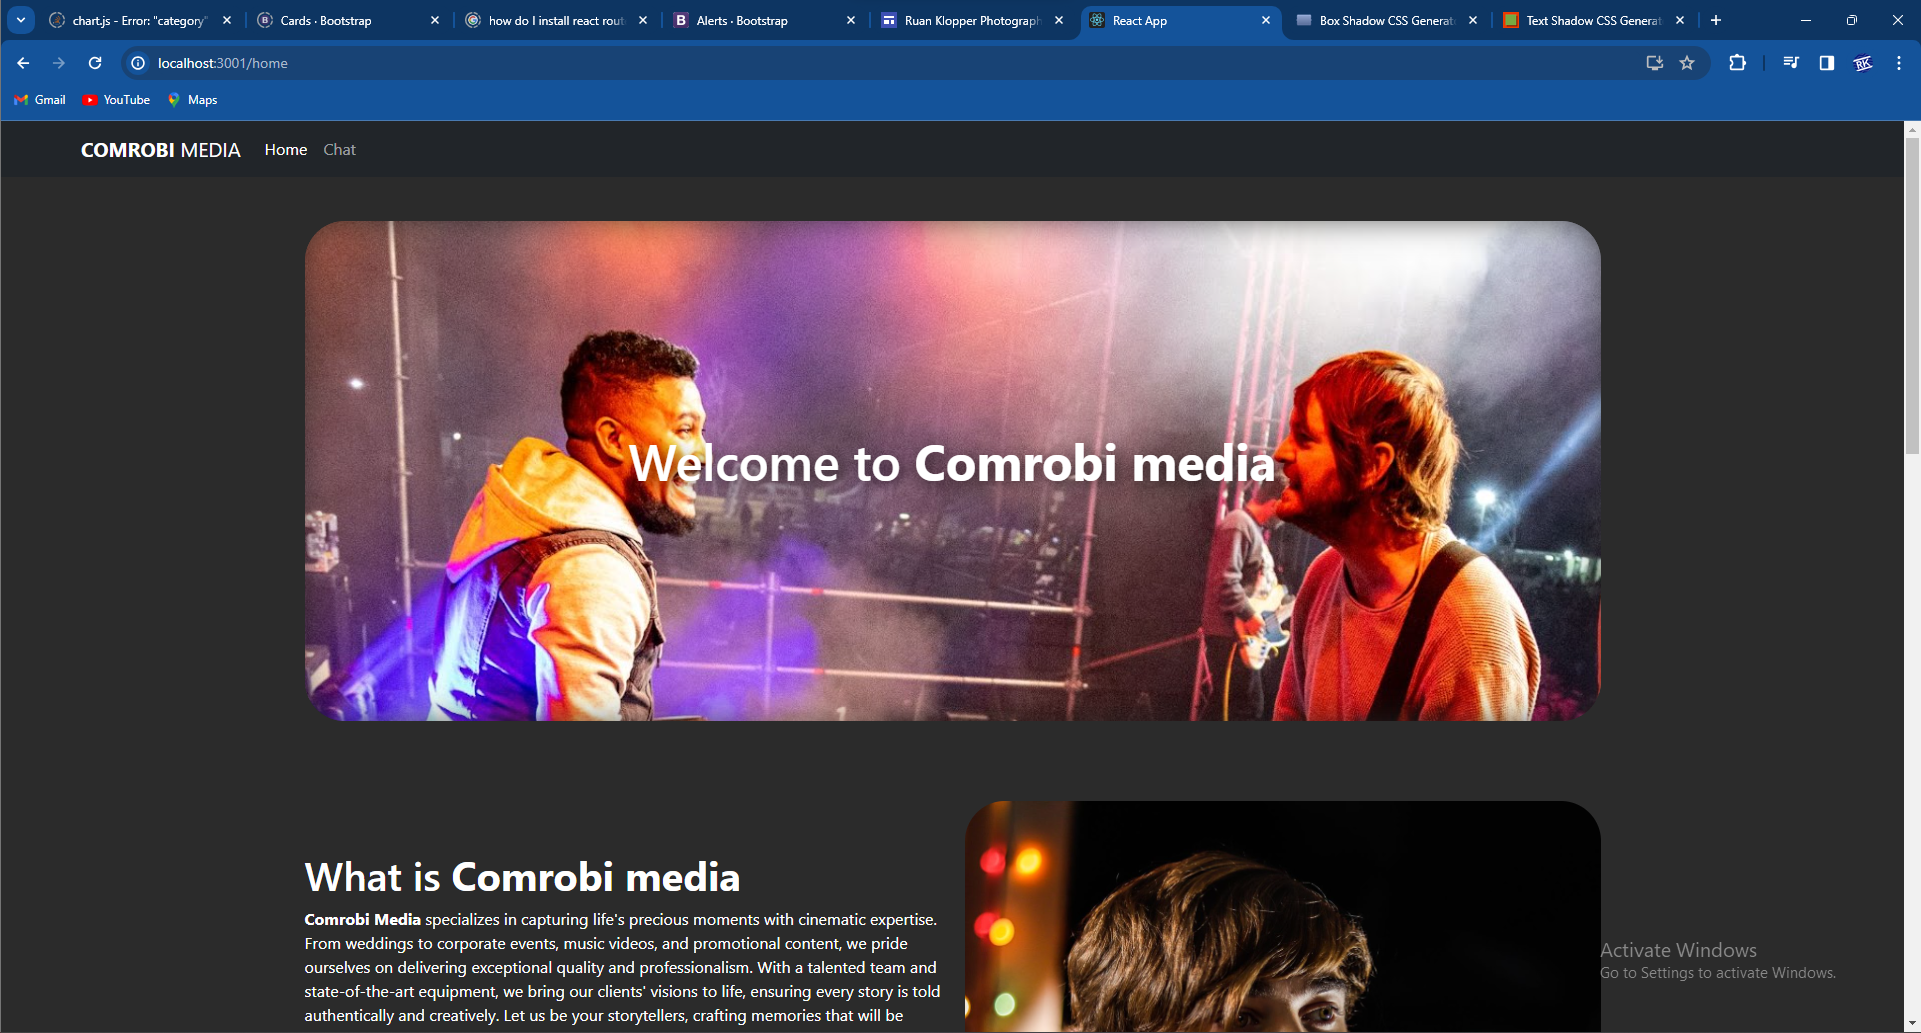 chart.js - Error: "category"
Cards · Bootstrap
how do I install react rout
Alerts · Bootstrap
Ruan Klopper Photograph
React App
Box Shadow CSS Generat
Text Shadow CSS Generat
localhost:3001/home
RK
Gmail
YouTube
Maps
COMROBI MEDIA
Home
Chat
Welcome to Comrobi media
What is Comrobi media
Comrobi Media specializes in capturing life's precious moments with cinematic expertise.
From weddings to corporate events, music videos, and promotional content, we pride
ourselves on delivering exceptional quality and professionalism. With a talented team and
state-of-the-art equipment, we bring our clients' visions to life, ensuring every story is told
authentically and creatively. Let us be your storytellers, crafting memories that will be
Activate Windows
Go to Settings to activate Windows.